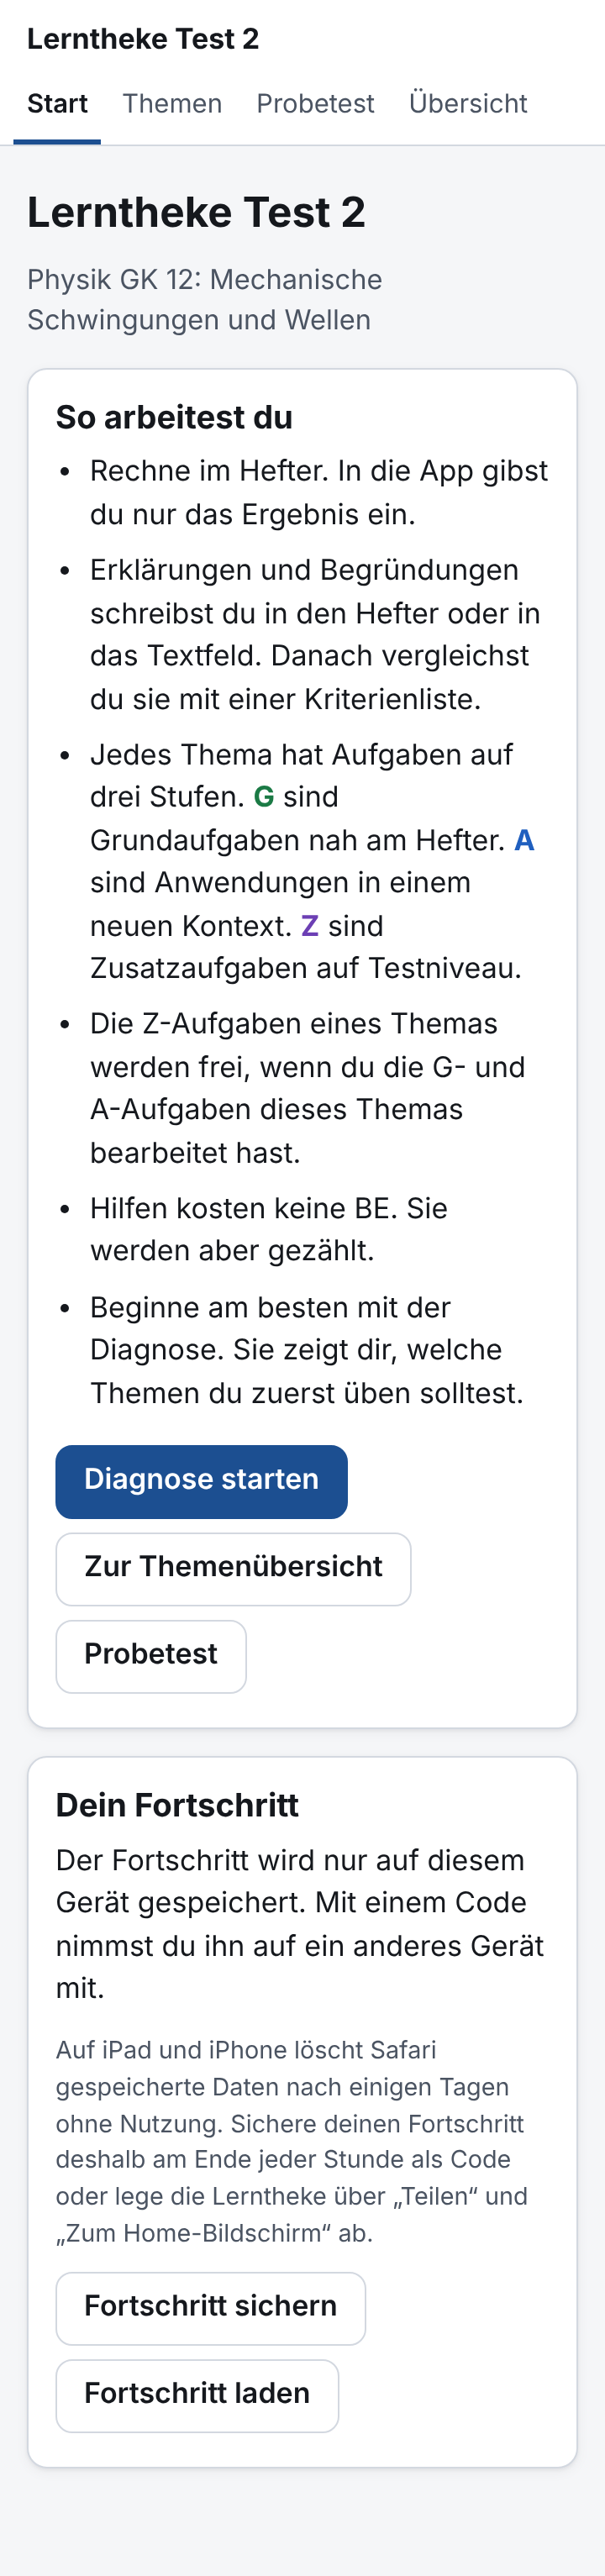 Lerntheke Test 2
Start Themen Probetest Übersicht
Lerntheke Test 2
Physik GK 12: Mechanische
Schwingungen und Wellen
So arbeitest du
• Rechne im Hefter. In die App gibst
du nur das Ergebnis ein.
• Erklärungen und Begründungen
schreibst du in den Hefter oder in
das Textfeld. Danach vergleichst
du sie mit einer Kriterienliste.
• Jedes Thema hat Aufgaben auf
drei Stufen. G sind
Grundaufgaben nah am Hefter. A
sind Anwendungen in einem
neuen Kontext. Z sind
Zusatzaufgaben auf Testniveau.
• Die Z-Aufgaben eines Themas
werden frei, wenn du die G- und
A-Aufgaben dieses Themas
bearbeitet hast.
• Hilfen kosten keine BE. Sie
werden aber gezählt.
• Beginne am besten mit der
Diagnose. Sie zeigt dir, welche
Themen du zuerst üben solltest.
Diagnose starten
Zur Themenübersicht
Probetest
Dein Fortschritt
Der Fortschritt wird nur auf diesem
Gerät gespeichert. Mit einem Code
nimmst du ihn auf ein anderes Gerät
mit.
Auf iPad und iPhone löscht Safari
gespeicherte Daten nach einigen Tagen
ohne Nutzung. Sichere deinen Fortschritt
deshalb am Ende jeder Stunde als Code
oder lege die Lerntheke über „Teilen“ und
„Zum Home-Bildschirm“ ab.
Fortschritt sichern
Fortschritt laden